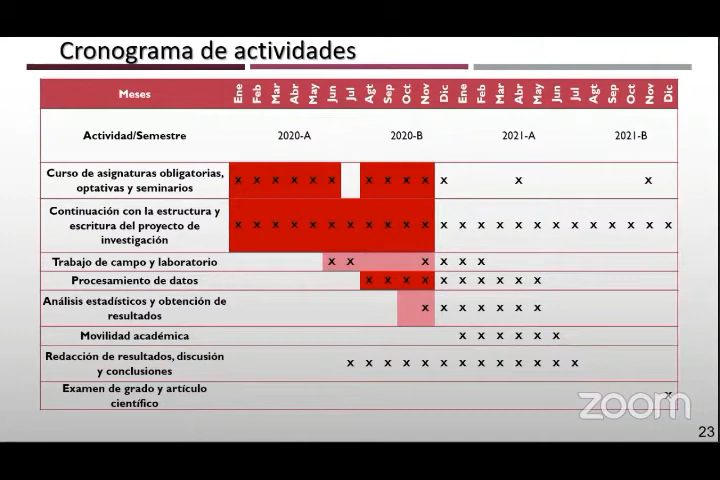 Cronograma de actividades
Meses Ene Feb Mar Abr May Jun Jul Agt Sep Oct Nov Dic Ene Feb Mar Abr May Jun Jul Agt Sep Oct Nov Dic
Actividad/Semestre 2020-A 2020-B 2021-A 2021-B
Curso de asignaturas obligatorias,
optativas y seminarios x x x x x x x x x x x x x
Continuación con la estructura y
escritura del proyecto de
investigación x x x x x x x x x x x x x x x x x x x x x x x x
Trabajo de campo y laboratorio x x x x x x
Procesamiento de datos x x x x x x x x x x
Análisis estadísticos y obtención de
resultados x x x x x x x
Movilidad académica x x x x x x
Redacción de resultados, discusión
y conclusiones x x x x x x x x x x x x x
Examen de grado y artículo
científico x
zoom
23